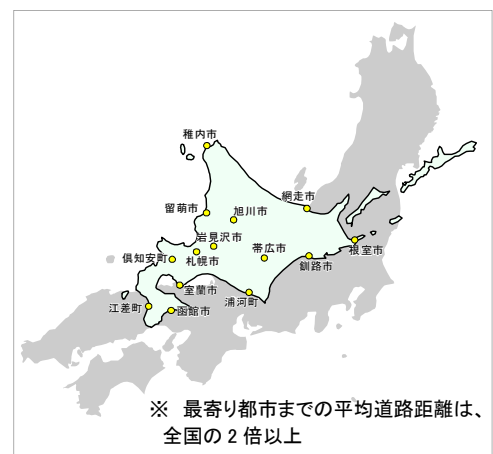 稚内市
網走市
留萌市
旭川市
岩見沢市
帯広市
根室市
倶知安町
札幌市
釧路市
室蘭市
浦河町
江差町
函館市
※ 最寄り都市までの平均道路距離は、
全国の2倍以上